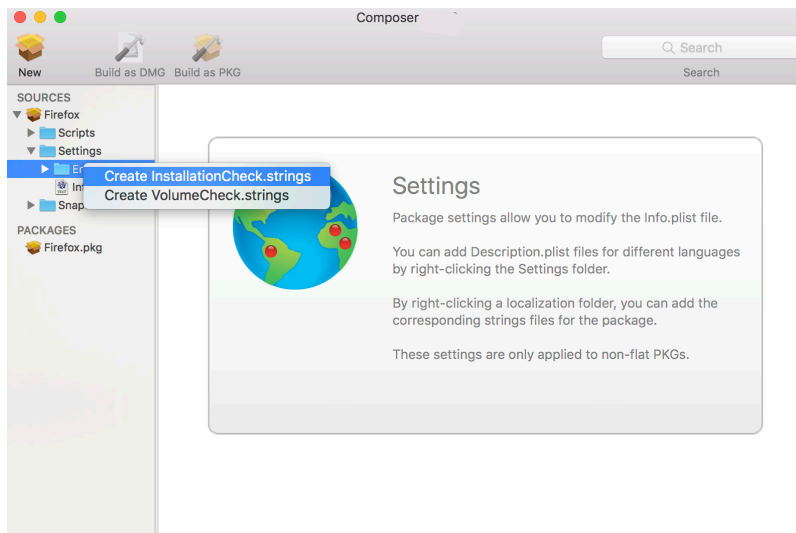 Composer
New
Build as DMG
Build as PKG
Search
Search
SOURCES
Firefox
Scripts
Settings
Create InstallationCheck.strings
Create VolumeCheck.strings
PACKAGES
Firefox.pkg
Settings
Package settings allow you to modify the Info.plist file.
You can add Description.plist files for different languages
by right-clicking the Settings folder.
By right-clicking a localization folder, you can add the
corresponding strings files for the package.
These settings are only applied to non-flat PKGs.